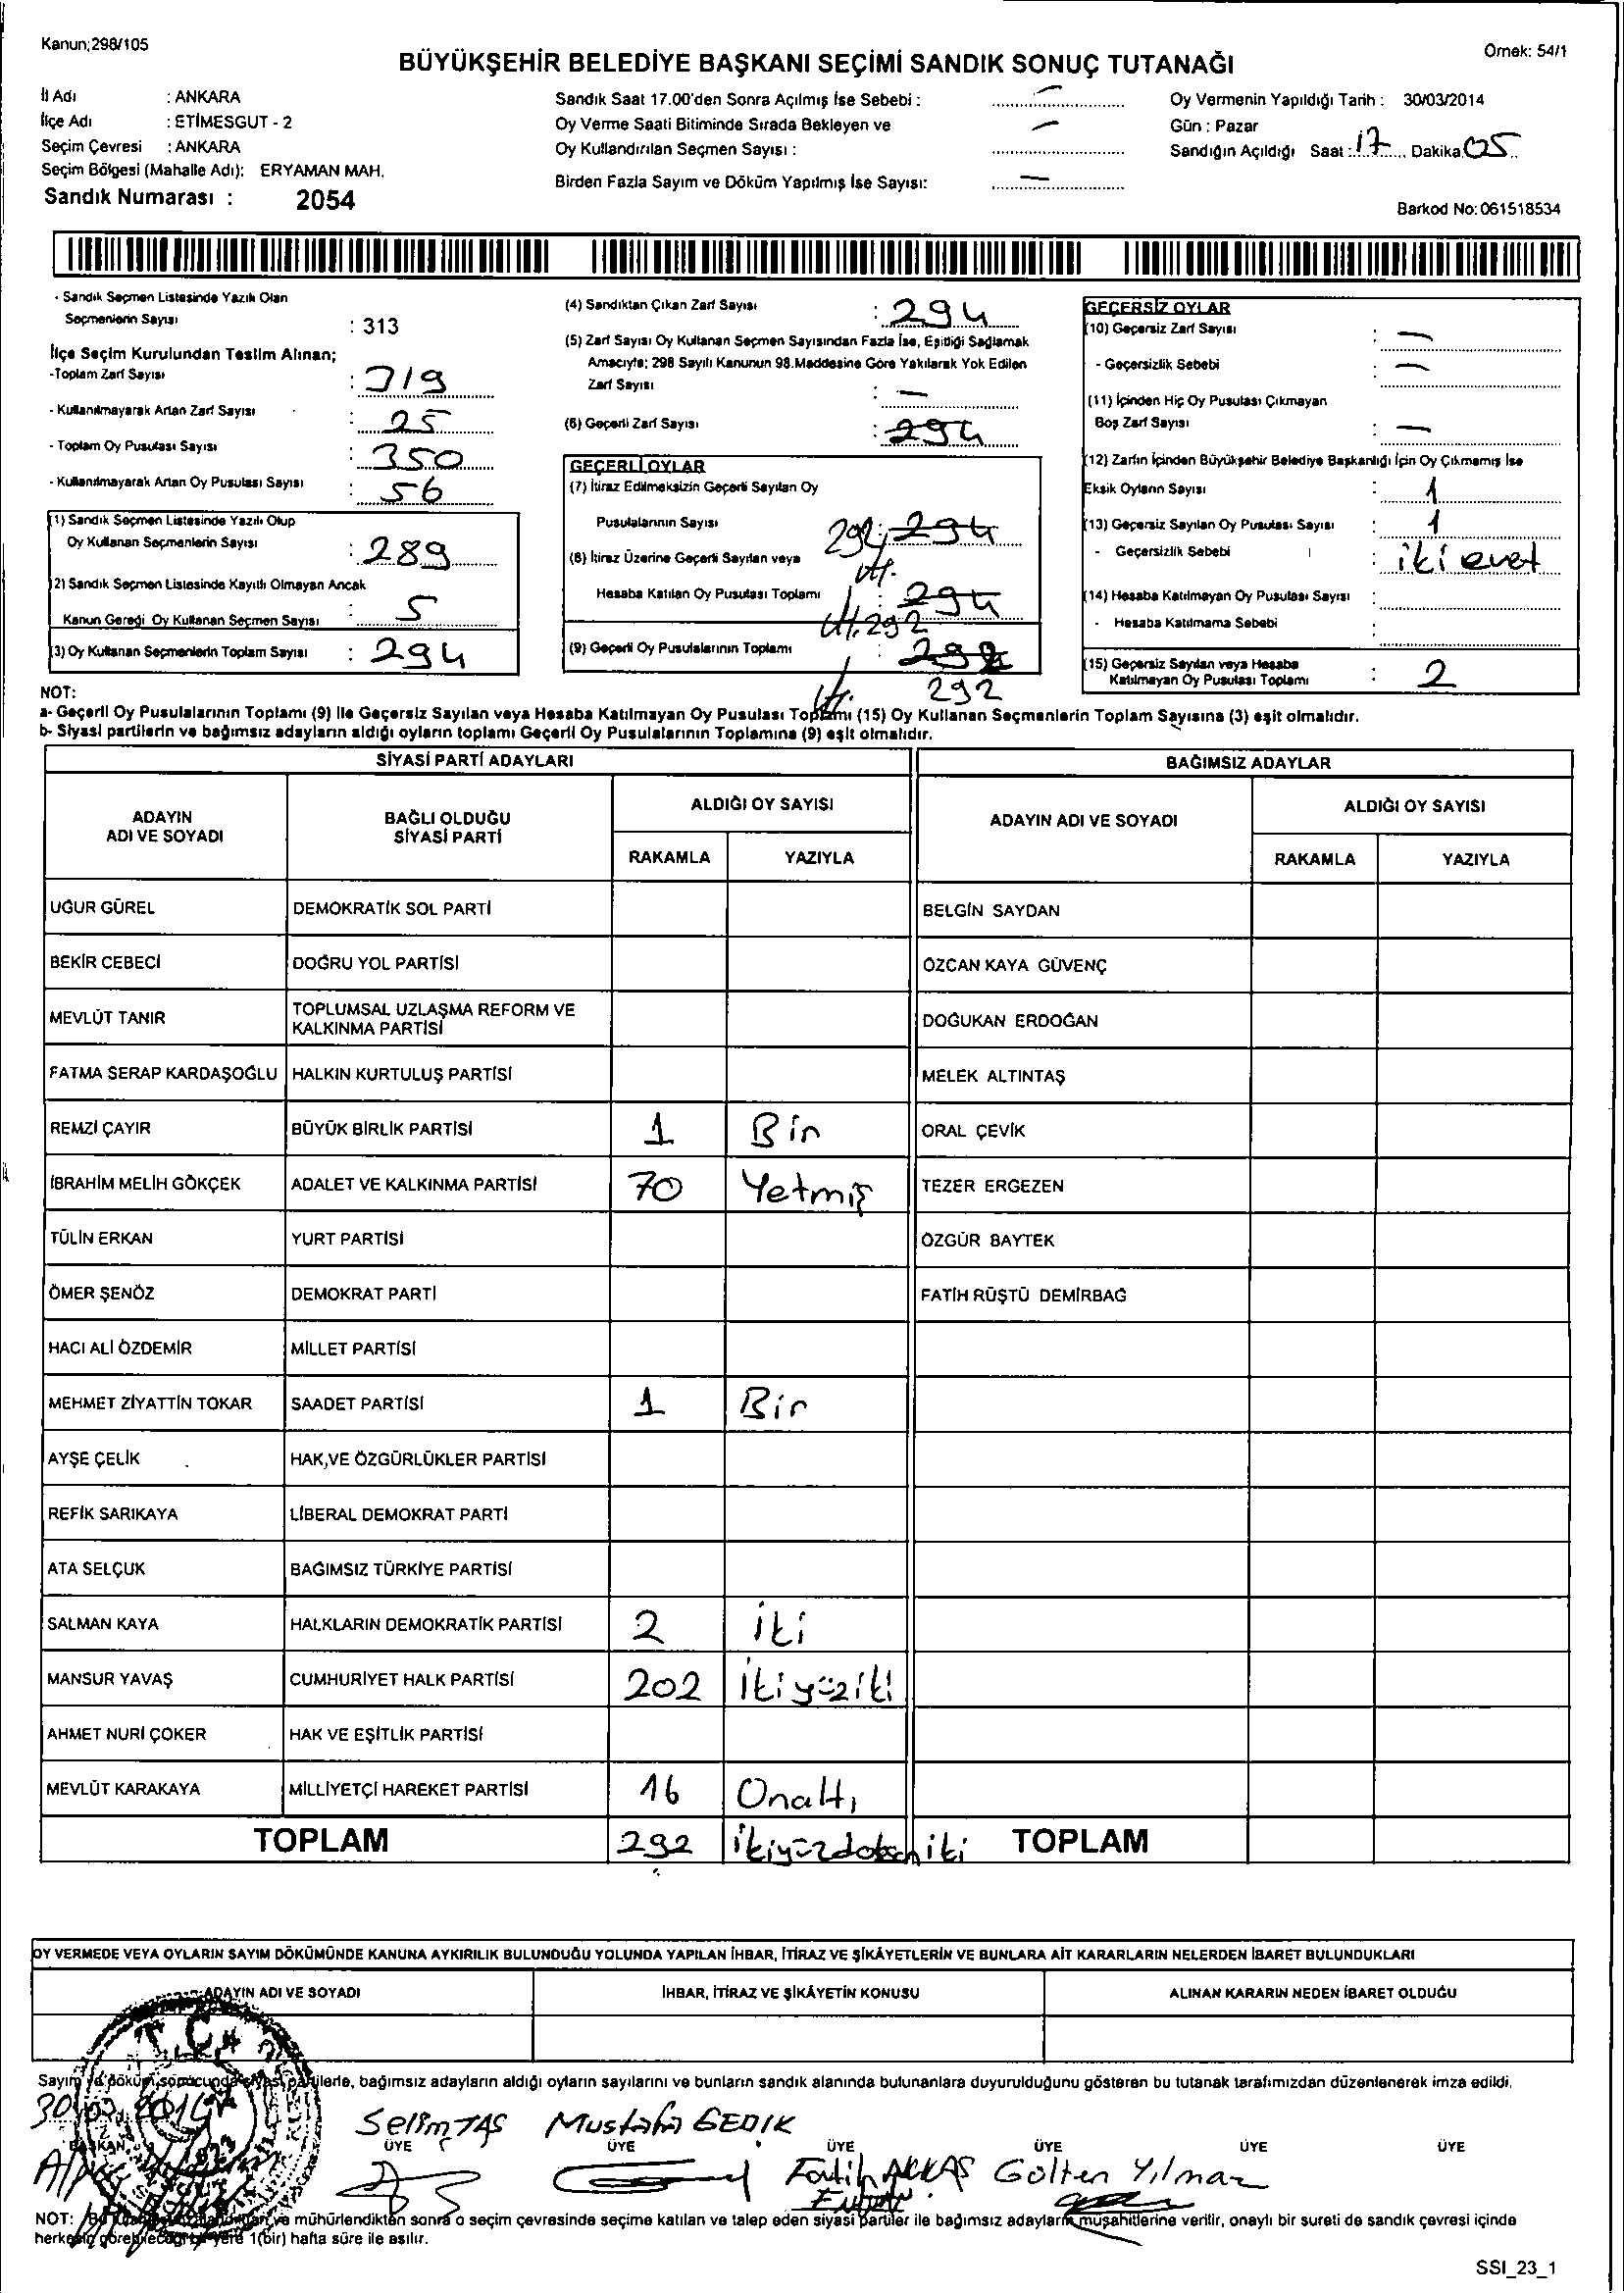 Kanun;298/105
Örnek: 54/1
BÜYÜKŞEHİR BELEDİYE BAŞKANI SEÇİMİ SANDIK SONUÇ TUTANAĞI
İl Adı : ANKARA
İlçe Adı : ETİMESGUT - 2
Seçim Çevresi : ANKARA
Seçim Bölgesi (Mahalle Adı): ERYAMAN MAH.
Sandık Numarası : 2054
Sandık Saat 17.00'den Sonra Açılmış İse Sebebi : —
Oy Verme Saati Bitiminde Sırada Bekleyen ve
Oy Kullandırılan Seçmen Sayısı : —
Birden Fazla Sayım ve Döküm Yapılmış İse Sayısı: —
Oy Vermenin Yapıldığı Tarih : 30/03/2014
Gün : Pazar
Sandığın Açıldığı Saat : 17 Dakika 05
Barkod No: 061518534
- Sandık Seçmen Listesinde Yazılı Olan
Seçmenlerin Sayısı : 313
İlçe Seçim Kurulundan Teslim Alınan;
-Toplam Zarf Sayısı : 319
- Kullanılmayarak Artan Zarf Sayısı : 25
- Toplam Oy Pusulası Sayısı : 350
- Kullanılmayarak Artan Oy Pusulası Sayısı : 56
(1) Sandık Seçmen Listesinde Yazılı Olup
Oy Kullanan Seçmenlerin Sayısı : 289
(2) Sandık Seçmen Listesinde Kayıtlı Olmayan Ancak
Kanun Gereği Oy Kullanan Seçmen Sayısı : 5
(3) Oy Kullanan Seçmenlerin Toplam Sayısı : 294
(4) Sandıktan Çıkan Zarf Sayısı : 294
(5) Zarf Sayısı Oy Kullanan Seçmen Sayısından Fazla İse, Eşitliği Sağlamak
Amacıyla; 298 Sayılı Kanunun 98.Maddesine Göre Yakılarak Yok Edilen
Zarf Sayısı : —
(6) Geçerli Zarf Sayısı : 294
GEÇERLİ OYLAR
(7) İtiraz Edilmeksizin Geçerli Sayılan Oy
Pusulalarının Sayısı 292 294
(8) İtiraz Üzerine Geçerli Sayılan veya
Hesaba Katılan Oy Pusulası Toplamı : 294
292
(9) Geçerli Oy Pusulalarının Toplamı :
292
GEÇERSİZ OYLAR
(10) Geçersiz Zarf Sayısı : —
- Geçersizlik Sebebi : —
(11) İçinden Hiç Oy Pusulası Çıkmayan
Boş Zarf Sayısı : —
(12) Zarfın İçinden Büyükşehir Belediye Başkanlığı İçin Oy Çıkmamış İse
Eksik Oyların Sayısı : 1
(13) Geçersiz Sayılan Oy Pusulası Sayısı : 1
- Geçersizlik Sebebi : iki evet
(14) Hesaba Katılmayan Oy Pusulası Sayısı :
- Hesaba Katılmama Sebebi :
(15) Geçersiz Sayılan veya Hesaba
Katılmayan Oy Pusulası Toplamı : 2
NOT:
a- Geçerli Oy Pusulalarının Toplamı (9) ile Geçersiz Sayılan veya Hesaba Katılmayan Oy Pusulası Toplamı (15) Oy Kullanan Seçmenlerin Toplam Sayısına (3) eşit olmalıdır.
b- Siyasi partilerin ve bağımsız adayların aldığı oyların toplamı Geçerli Oy Pusulalarının Toplamına (9) eşit olmalıdır.
SİYASİ PARTİ ADAYLARI BAĞIMSIZ ADAYLAR
ADAYIN ADI VE SOYADI BAĞLI OLDUĞU SİYASİ PARTİ ALDIĞI OY SAYISI ADAYIN ADI VE SOYADI ALDIĞI OY SAYISI
RAKAMLA YAZIYLA RAKAMLA YAZIYLA
UĞUR GÜREL DEMOKRATİK SOL PARTİ BELGİN SAYDAN
BEKİR CEBECİ DOĞRU YOL PARTİSİ ÖZCAN KAYA GÜVENÇ
MEVLÜT TANIR TOPLUMSAL UZLAŞMA REFORM VE KALKINMA PARTİSİ DOĞUKAN ERDOĞAN
FATMA SERAP KARDAŞOĞLU HALKIN KURTULUŞ PARTİSİ MELEK ALTINTAŞ
REMZİ ÇAYIR BÜYÜK BİRLİK PARTİSİ 1 Bir ORAL ÇEVİK
İBRAHİM MELİH GÖKÇEK ADALET VE KALKINMA PARTİSİ 70 Yetmiş TEZER ERGEZEN
TÜLİN ERKAN YURT PARTİSİ ÖZGÜR BAYTEK
ÖMER ŞENÖZ DEMOKRAT PARTİ FATİH RÜŞTÜ DEMİRBAĞ
HACI ALİ ÖZDEMİR MİLLET PARTİSİ
MEHMET ZİYATTİN TOKAR SAADET PARTİSİ 1 Bir
AYŞE ÇELİK HAK,VE ÖZGÜRLÜKLER PARTİSİ
REFİK SARIKAYA LİBERAL DEMOKRAT PARTİ
ATA SELÇUK BAĞIMSIZ TÜRKİYE PARTİSİ
SALMAN KAYA HALKLARIN DEMOKRATİK PARTİSİ 2 iki
MANSUR YAVAŞ CUMHURİYET HALK PARTİSİ 202 ikiyüziki
AHMET NURİ ÇOKER HAK VE EŞİTLİK PARTİSİ
MEVLÜT KARAKAYA MİLLİYETÇİ HAREKET PARTİSİ 16 Onaltı
TOPLAM 292 ikiyüzdoksaniki TOPLAM
OY VERMEDE VEYA OYLARIN SAYIM DÖKÜMÜNDE KANUNA AYKIRILIK BULUNDUĞU YOLUNDA YAPILAN İHBAR, İTİRAZ VE ŞİKÂYETLERİN VE BUNLARA AİT KARARLARIN NELERDEN İBARET BULUNDUKLARI
ADAYIN ADI VE SOYADI İHBAR, İTİRAZ VE ŞİKÂYETİN KONUSU ALINAN KARARIN NEDEN İBARET OLDUĞU
T.C.
Sayım ve döküm sonucunda siyasi partilerle, bağımsız adayların aldığı oyların sayılarını ve bunların sandık alanında bulunanlara duyurulduğunu gösteren bu tutanak tarafımızdan düzenlenerek imza edildi.
30/03/2014
Selim TAŞ Mustafa GEDIK
BAŞKAN ÜYE ÜYE ÜYE ÜYE ÜYE ÜYE
Fatih AKKAŞ Gülten Yılmaz
NOT: ve mühürlendikten sonra o seçim çevresinde seçime katılan ve talep eden siyasi partiler ile bağımsız adayların müşahitlerine verilir, onaylı bir sureti de sandık çevresi içinde
herkesin görebileceği bir yere 1(bir) hafta süre ile asılır.
SSI_23_1